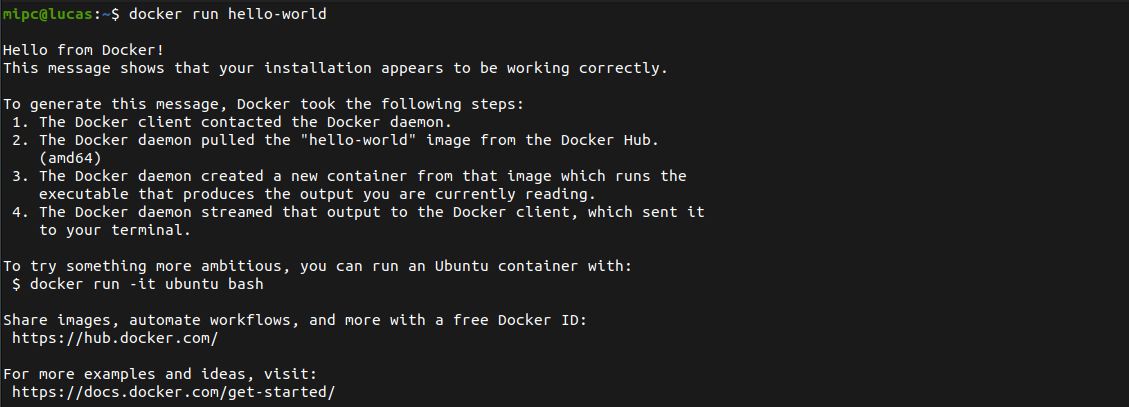 mipc@lucas:~$ docker run hello-world
Hello from Docker!
This message shows that your installation appears to be working correctly.
To generate this message, Docker took the following steps:
1. The Docker client contacted the Docker daemon.
2. The Docker daemon pulled the "hello-world" image from the Docker Hub.
(amd64)
3. The Docker daemon created a new container from that image which runs the
executable that produces the output you are currently reading.
4. The Docker daemon streamed that output to the Docker client, which sent it
to your terminal.
To try something more ambitious, you can run an Ubuntu container with:
$ docker run -it ubuntu bash
Share images, automate workflows, and more with a free Docker ID:
https://hub.docker.com/
For more examples and ideas, visit:
https://docs.docker.com/get-started/